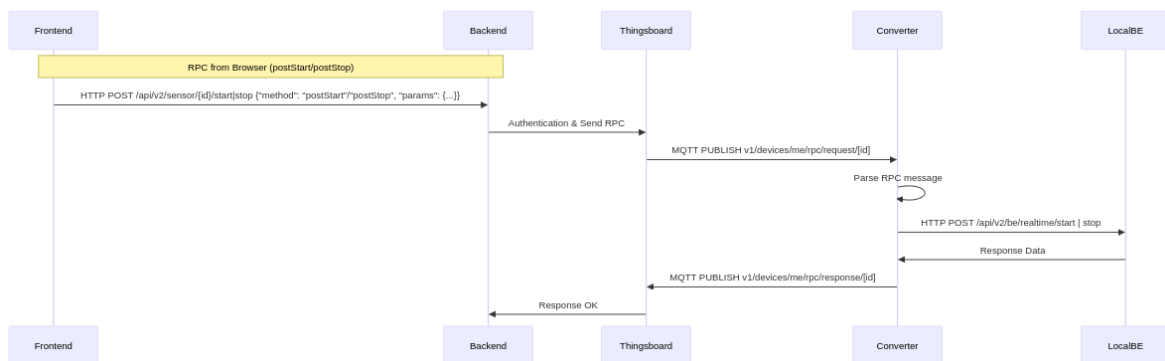 Frontend
Backend
Thingsboard
Converter
LocalBE
RPC from Browser (postStart/postStop)
HTTP POST /api/v2/sensor/{id}/start|stop {"method": "postStart"/"postStop", "params": {...}}
Authentication & Send RPC
MQTT PUBLISH v1/devices/me/rpc/request/[id]
Parse RPC message
HTTP POST /api/v2/be/realtime/start | stop
Response Data
MQTT PUBLISH v1/devices/me/rpc/response/[id]
Response OK
Frontend
Backend
Thingsboard
Converter
LocalBE